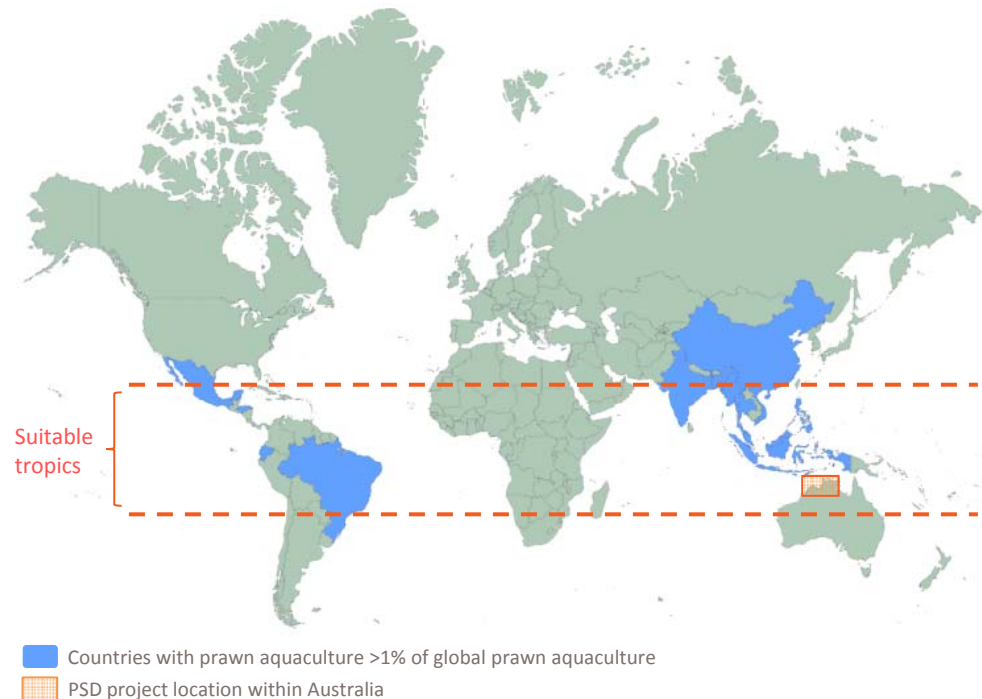 Suitable
tropics
Countries with prawn aquaculture >1% of global prawn aquaculture
PSD project location within Australia